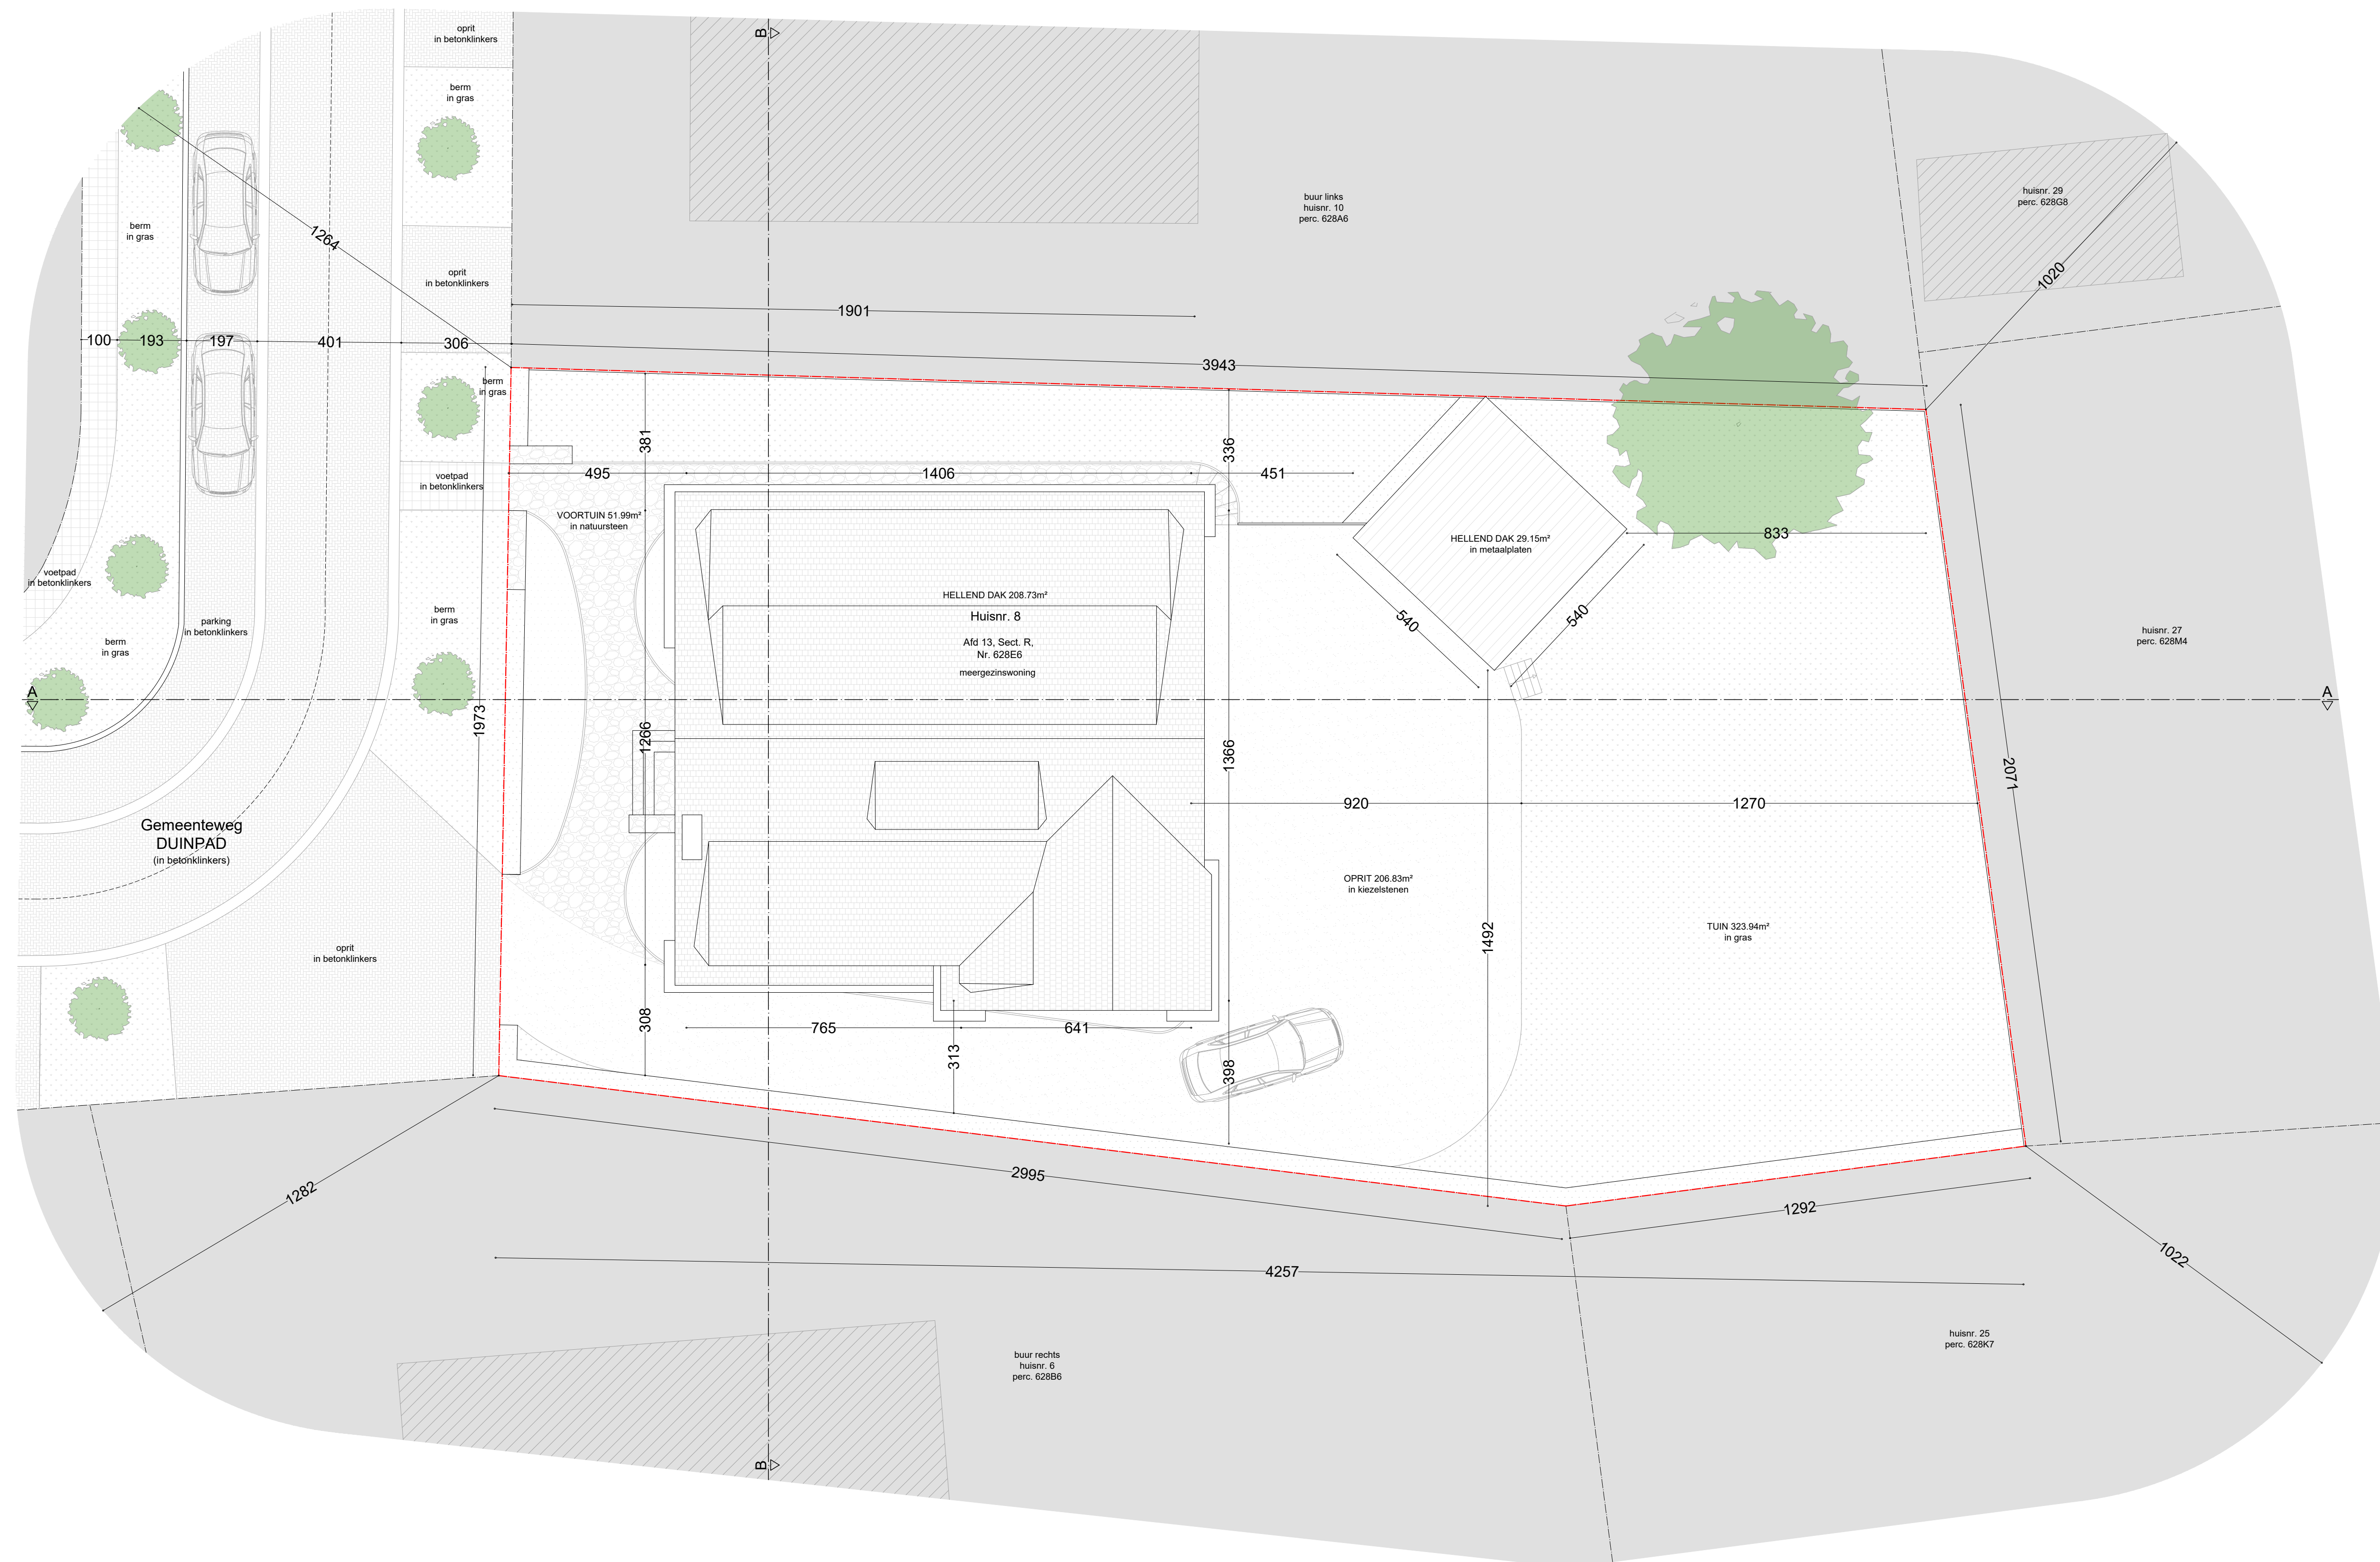 oprit
in betonklinkers
B
berm
in gras
buur links
huisnr. 10
perc. 628A6
huisnr. 29
perc. 628G8
berm
in gras
1264
oprit
in betonklinkers
1020
1901
100
193
197
401
306
3943
berm
in gras
381
336
voetpad
in betonklinkers
495
1406
451
VOORTUIN 51.99m²
in natuursteen
HELLEND DAK 29.15m²
in metaalplaten
833
voetpad
in betonklinkers
HELLEND DAK 208.73m²
Huisnr. 8
Afd 13, Sect. R,
Nr. 628E6
meergezinswoning
540
540
berm
in gras
parking
in betonklinkers
berm
in gras
huisnr. 27
perc. 628M4
A
A
1973
1266
1366
2071
920
1270
Gemeenteweg
DUINPAD
(in betonklinkers)
OPRIT 206.83m²
in kiezelstenen
1492
TUIN 323.94m²
in gras
oprit
in betonklinkers
308
765
641
313
398
2995
1282
1292
1022
4257
buur rechts
huisnr. 6
perc. 628B6
huisnr. 25
perc. 628K7
B